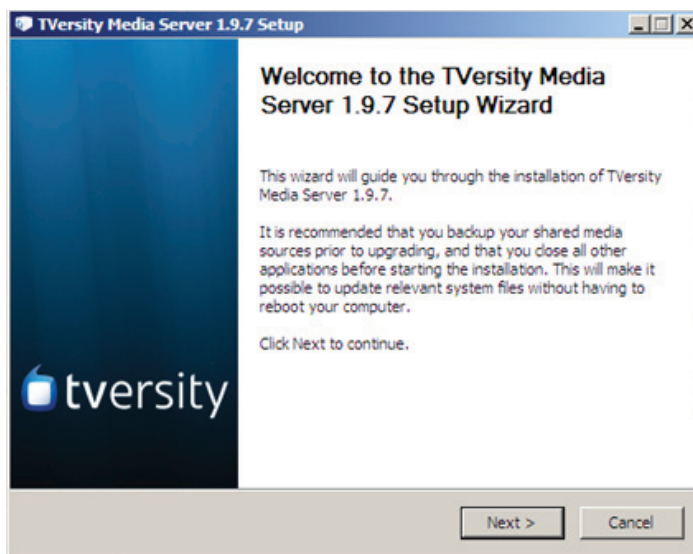 TVersity Media Server 1.9.7 Setup
Welcome to the TVersity Media
Server 1.9.7 Setup Wizard
This wizard will guide you through the installation of TVersity
Media Server 1.9.7.
It is recommended that you backup your shared media
sources prior to upgrading, and that you close all other
applications before starting the installation. This will make it
possible to update relevant system files without having to
reboot your computer.
Click Next to continue.
tversity
Next >
Cancel